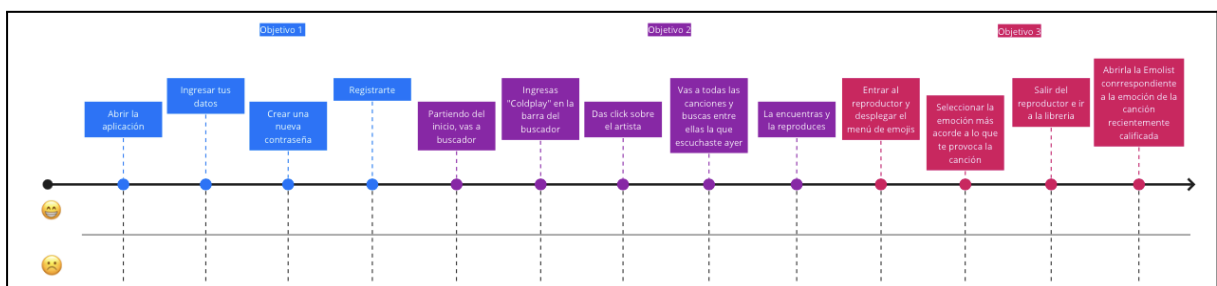 Objetivo 1
Objetivo 2
Objetivo 3
Abrir la
aplicación
Ingresar tus
datos
Crear una
nueva
contraseña
Registrarte
Partiendo del
inicio, vas a
buscador
Ingresas
"Coldplay" en la
barra del
buscador
Das click sobre
el artista
Vas a todas las
canciones y
buscas entre
ellas la que
escuchaste ayer
La encuentras y
la reproduces
Entrar al
reproductor y
desplegar el
menú de emojis
Seleccionar la
emoción más
acorde a lo que
te provoca la
canción
Salir del
reproductor e ir
a la libreria
Abrirla la Emolist
conrrespondiente
a la emoción de la
canción
recientemente
calificada